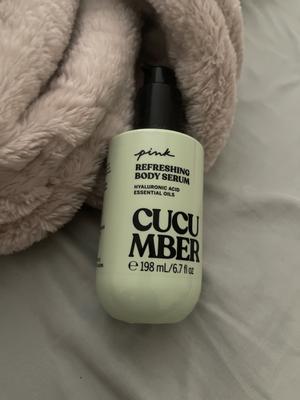 pink
REFRESHING
BODY SERUM
HYALURONIC ACID
ESSENTIAL OILS
CUCU
MBER
℮ 198 mL/6.7 fl oz